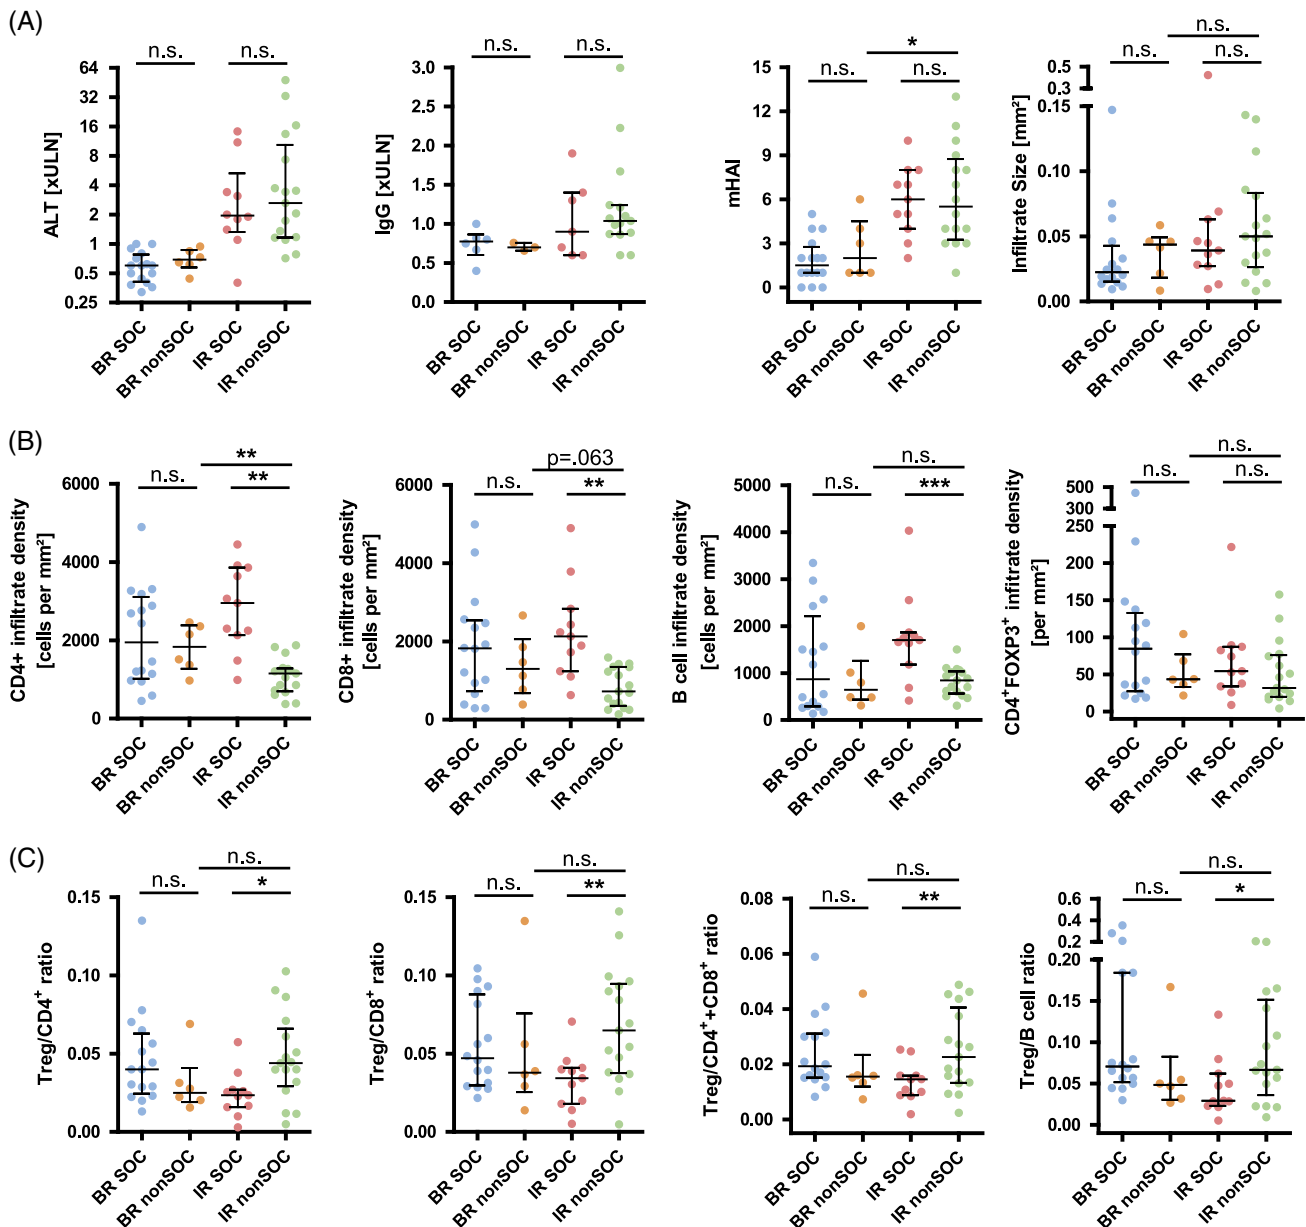 (A)
n.s. n.s.
ALT [xULN]
64
32
16
8
4
2
1
0.5
0.25
BR SOC
BR nonSOC
IR SOC
IR nonSOC
n.s. n.s.
IgG [xULN]
3.0
2.5
2.0
1.5
1.0
0.5
0.0
BR SOC
BR nonSOC
IR SOC
IR nonSOC
*
n.s. n.s.
mHAI
15
12
9
6
3
0
BR SOC
BR nonSOC
IR SOC
IR nonSOC
n.s.
n.s. n.s.
Infiltrate Size [mm²]
0.5
0.3
0.15
0.10
0.05
0.00
BR SOC
BR nonSOC
IR SOC
IR nonSOC
(B)
**
n.s. **
CD4+ infiltrate density
[cells per mm²]
6000
4000
2000
0
BR SOC
BR nonSOC
IR SOC
IR nonSOC
p=.063
n.s. **
CD8+ infiltrate density
[cells per mm²]
6000
4000
2000
0
BR SOC
BR nonSOC
IR SOC
IR nonSOC
n.s.
n.s. ***
B cell infiltrate density
[cells per mm²]
5000
4000
3000
2000
1000
0
BR SOC
BR nonSOC
IR SOC
IR nonSOC
n.s.
n.s. n.s.
CD4⁺FOXP3⁺ infitrate density
[per mm²]
500
300
100
250
200
150
100
50
0
BR SOC
BR nonSOC
IR SOC
IR nonSOC
(C)
n.s.
n.s. *
Treg/CD4⁺ ratio
0.15
0.10
0.05
0.00
BR SOC
BR nonSOC
IR SOC
IR nonSOC
n.s.
n.s. **
Treg/CD8⁺ ratio
0.15
0.10
0.05
0.00
BR SOC
BR nonSOC
IR SOC
IR nonSOC
n.s.
n.s. **
Treg/CD4⁺+CD8⁺ ratio
0.08
0.06
0.04
0.02
0.00
BR SOC
BR nonSOC
IR SOC
IR nonSOC
n.s.
n.s. *
Treg/B cell ratio
0.6
0.4
0.2
0.20
0.15
0.10
0.05
0.00
BR SOC
BR nonSOC
IR SOC
IR nonSOC